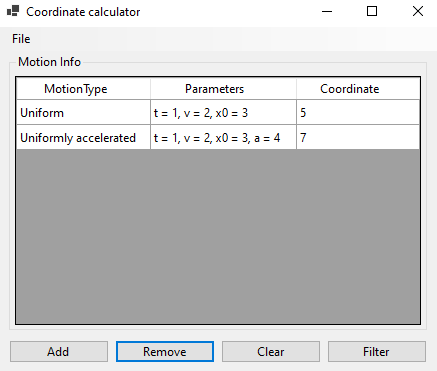 Coordinate calculator
File
Motion Info
MotionType Parameters Coordinate
Uniform t = 1, v = 2, x0 = 3 5
Uniformly accelerated t = 1, v = 2, x0 = 3, a = 4 7
Add Remove Clear Filter